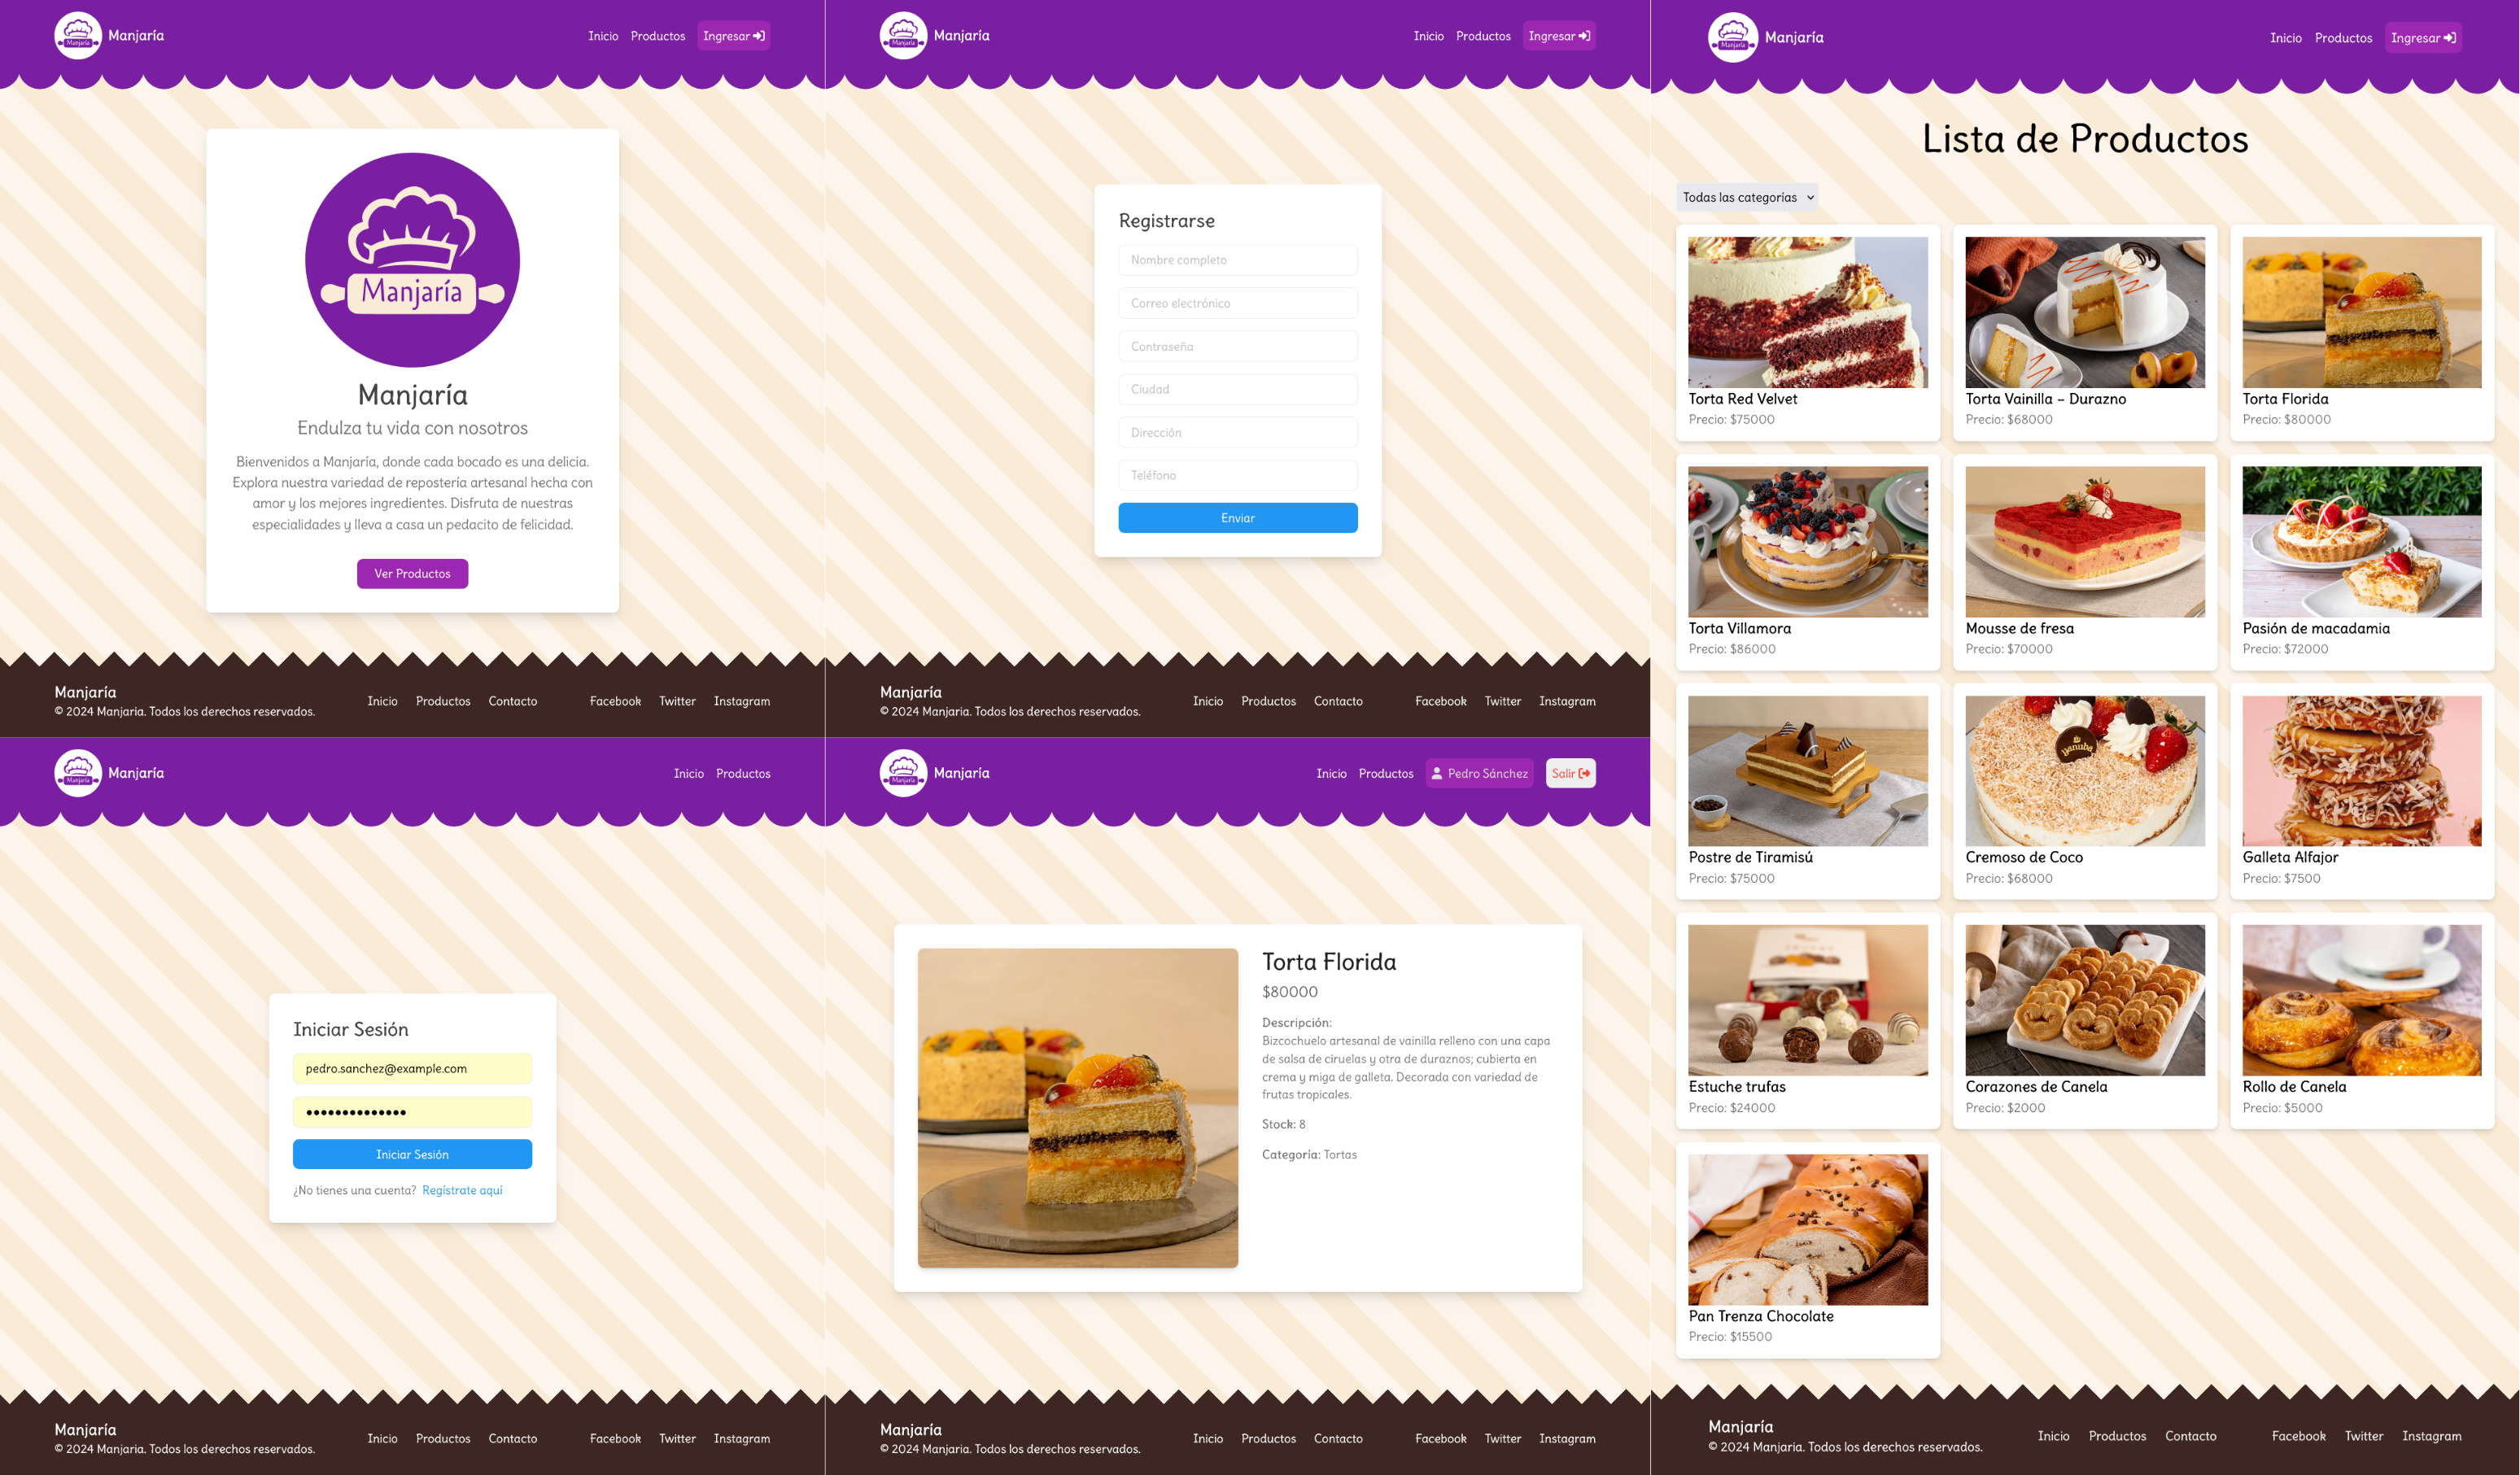 Manjaría
Manjaría
Inicio
Productos
Ingresar
Manjaría
Manjaría
Endulza tu vida con nosotros
Bienvenidos a Manjaría, donde cada bocado es una delicia.
Explora nuestra variedad de repostería artesanal hecha con
amor y los mejores ingredientes. Disfruta de nuestras
especialidades y lleva a casa un pedacito de felicidad.
Ver Productos
Manjaría
© 2024 Manjaria. Todos los derechos reservados.
Inicio
Productos
Contacto
Facebook
Twitter
Instagram
Manjaría
Manjaría
Inicio
Productos
Ingresar
Registrarse
Nombre completo
Correo electrónico
Contraseña
Ciudad
Dirección
Teléfono
Enviar
Manjaría
© 2024 Manjaria. Todos los derechos reservados.
Inicio
Productos
Contacto
Facebook
Twitter
Instagram
Manjaría
Manjaría
Inicio
Productos
Iniciar Sesión
pedro.sanchez@example.com
Iniciar Sesión
¿No tienes una cuenta? Regístrate aquí
Manjaría
© 2024 Manjaria. Todos los derechos reservados.
Inicio
Productos
Contacto
Facebook
Twitter
Instagram
Manjaría
Manjaría
Inicio
Productos
Pedro Sánchez
Salir
Torta Florida
$80000
Descripción:
Bizcochuelo artesanal de vainilla relleno con una capa
de salsa de ciruelas y otra de duraznos; cubierta en
crema y miga de galleta. Decorada con variedad de
frutas tropicales.
Stock: 8
Categoría: Tortas
Manjaría
© 2024 Manjaria. Todos los derechos reservados.
Inicio
Productos
Contacto
Facebook
Twitter
Instagram
Manjaría
Manjaría
Inicio
Productos
Ingresar
Lista de Productos
Todas las categorías
Torta Red Velvet
Precio: $75000
Torta Vainilla – Durazno
Precio: $68000
Torta Florida
Precio: $80000
Torta Villamora
Precio: $86000
Mousse de fresa
Precio: $70000
Pasión de macadamia
Precio: $72000
Postre de Tiramisú
Precio: $75000
yanuba
Cremoso de Coco
Precio: $68000
Galleta Alfajor
Precio: $7500
Estuche trufas
Precio: $24000
Corazones de Canela
Precio: $2000
Rollo de Canela
Precio: $5000
Pan Trenza Chocolate
Precio: $15500
Manjaría
© 2024 Manjaria. Todos los derechos reservados.
Inicio
Productos
Contacto
Facebook
Twitter
Instagram